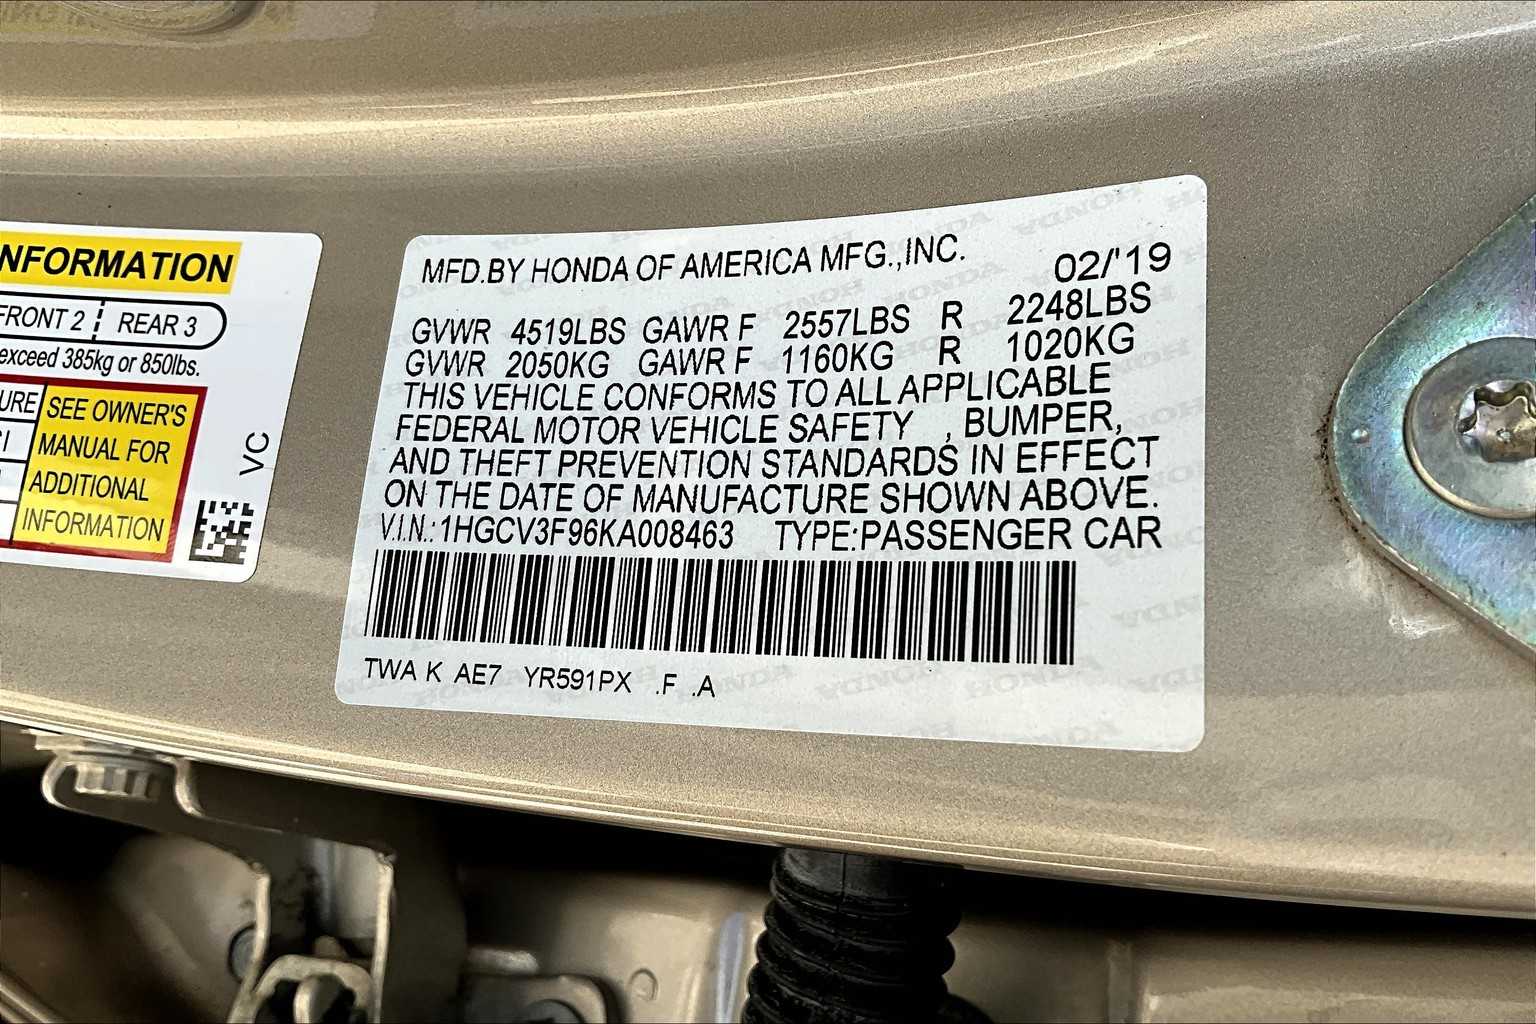 NFORMATION
FRONT 2 REAR 3
exceed 385kg or 850lbs.
URE
SEE OWNER'S
MANUAL FOR
ADDITIONAL
INFORMATION
VC
MFD.BY HONDA OF AMERICA MFG.,INC.
02/'19
GVWR 4519LBS GAWR F 2557LBS R 2248LBS
GVWR 2050KG GAWR F 1160KG R 1020KG
THIS VEHICLE CONFORMS TO ALL APPLICABLE
FEDERAL MOTOR VEHICLE SAFETY , BUMPER,
AND THEFT PREVENTION STANDARDS IN EFFECT
ON THE DATE OF MANUFACTURE SHOWN ABOVE.
V.I.N.:1HGCV3F96KA008463 TYPE:PASSENGER CAR
TWA K AE7 YR591PX .F .A